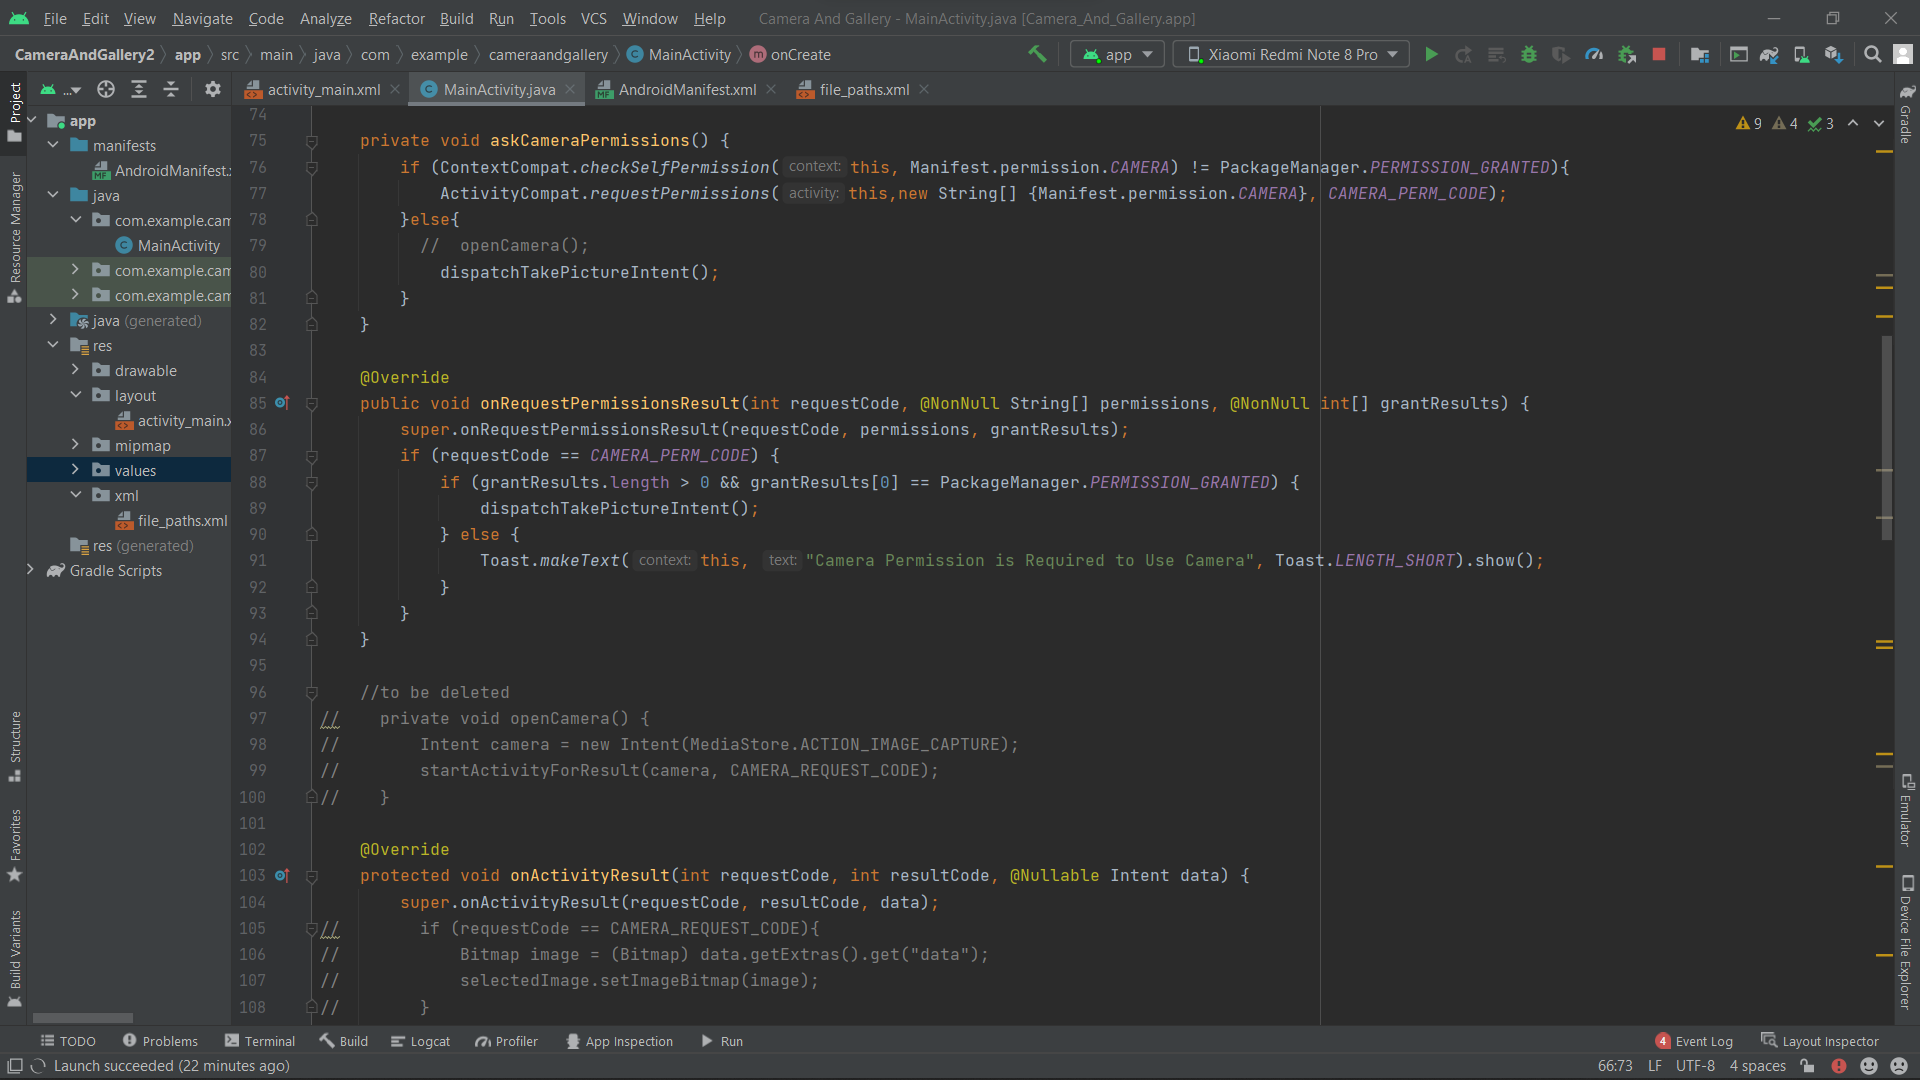 File Edit View Navigate Code Analyze Refactor Build Run Tools VCS Window Help Camera And Gallery - MainActivity.java [Camera_And_Gallery.app]
CameraAndGallery2 app src main java com example cameraandgallery MainActivity onCreate app Xiaomi Redmi Note 8 Pro
... activity_main.xml MainActivity.java AndroidManifest.xml file_paths.xml
Project
Resource Manager
Structure
Favorites
Build Variants
app
manifests
AndroidManifest.
java
com.example.cam
MainActivity
com.example.cam
com.example.cam
java (generated)
res
drawable
layout
activity_main.x
mipmap
values
xml
file_paths.xml
res (generated)
Gradle Scripts
9 4 3
74
75 private void askCameraPermissions() {
76 if (ContextCompat.checkSelfPermission( context: this, Manifest.permission.CAMERA) != PackageManager.PERMISSION_GRANTED){
77 ActivityCompat.requestPermissions( activity: this,new String[] {Manifest.permission.CAMERA}, CAMERA_PERM_CODE);
78 }else{
79 // openCamera();
80 dispatchTakePictureIntent();
81 }
82 }
83
84 @Override
85 public void onRequestPermissionsResult(int requestCode, @NonNull String[] permissions, @NonNull int[] grantResults) {
86 super.onRequestPermissionsResult(requestCode, permissions, grantResults);
87 if (requestCode == CAMERA_PERM_CODE) {
88 if (grantResults.length > 0 && grantResults[0] == PackageManager.PERMISSION_GRANTED) {
89 dispatchTakePictureIntent();
90 } else {
91 Toast.makeText( context: this, text: "Camera Permission is Required to Use Camera", Toast.LENGTH_SHORT).show();
92 }
93 }
94 }
95
96 //to be deleted
97 // private void openCamera() {
98 // Intent camera = new Intent(MediaStore.ACTION_IMAGE_CAPTURE);
99 // startActivityForResult(camera, CAMERA_REQUEST_CODE);
100 // }
101
102 @Override
103 protected void onActivityResult(int requestCode, int resultCode, @Nullable Intent data) {
104 super.onActivityResult(requestCode, resultCode, data);
105 // if (requestCode == CAMERA_REQUEST_CODE){
106 // Bitmap image = (Bitmap) data.getExtras().get("data");
107 // selectedImage.setImageBitmap(image);
108 // }
Gradle
Emulator
Device File Explorer
TODO Problems Terminal Build Logcat Profiler App Inspection Run 4 Event Log Layout Inspector
Launch succeeded (22 minutes ago) 66:73 LF UTF-8 4 spaces